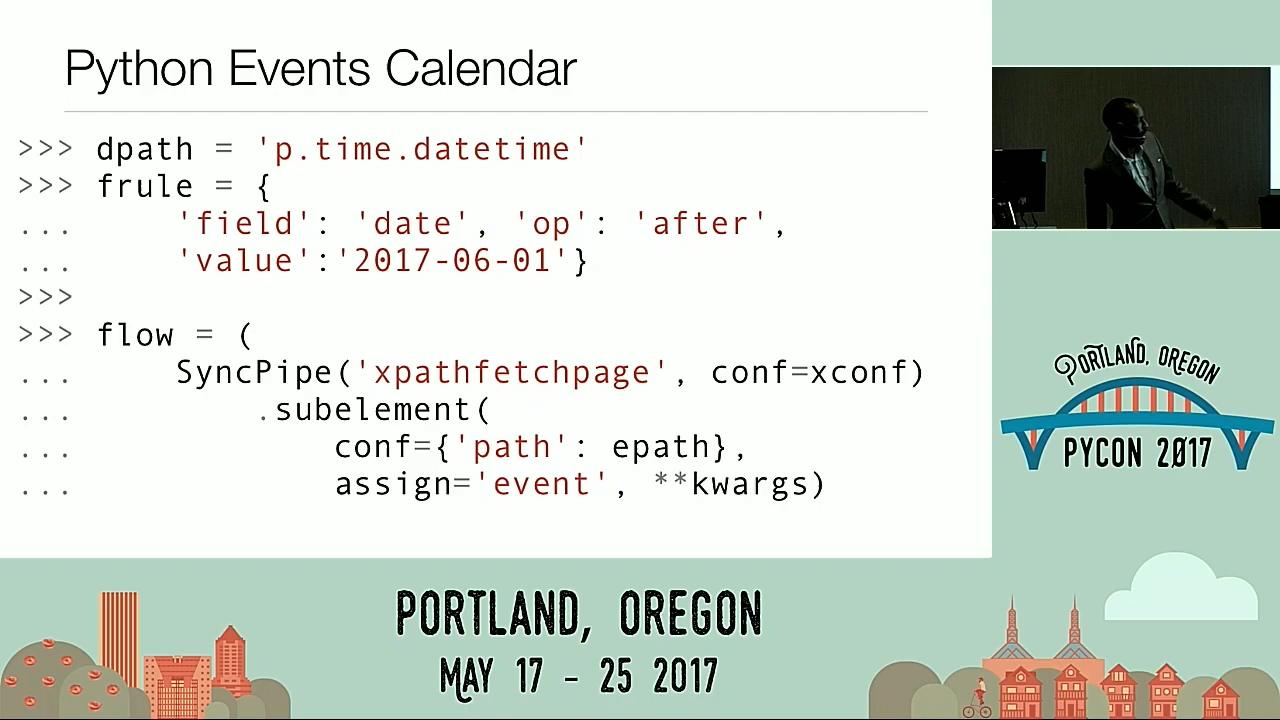 Python Events Calendar
>>> dpath = 'p.time.datetime'
>>> frule = {
...     'field': 'date', 'op': 'after',
...     'value':'2017-06-01'}
>>>
>>> flow = (
...     SyncPipe('xpathfetchpage', conf=xconf)
...         .subelement(
...             conf={'path': epath},
...             assign='event', **kwargs)
PORTLAND, OREGON
PYCON 2017
PORTLAND, OREGON
MAY 17 - 25 2017